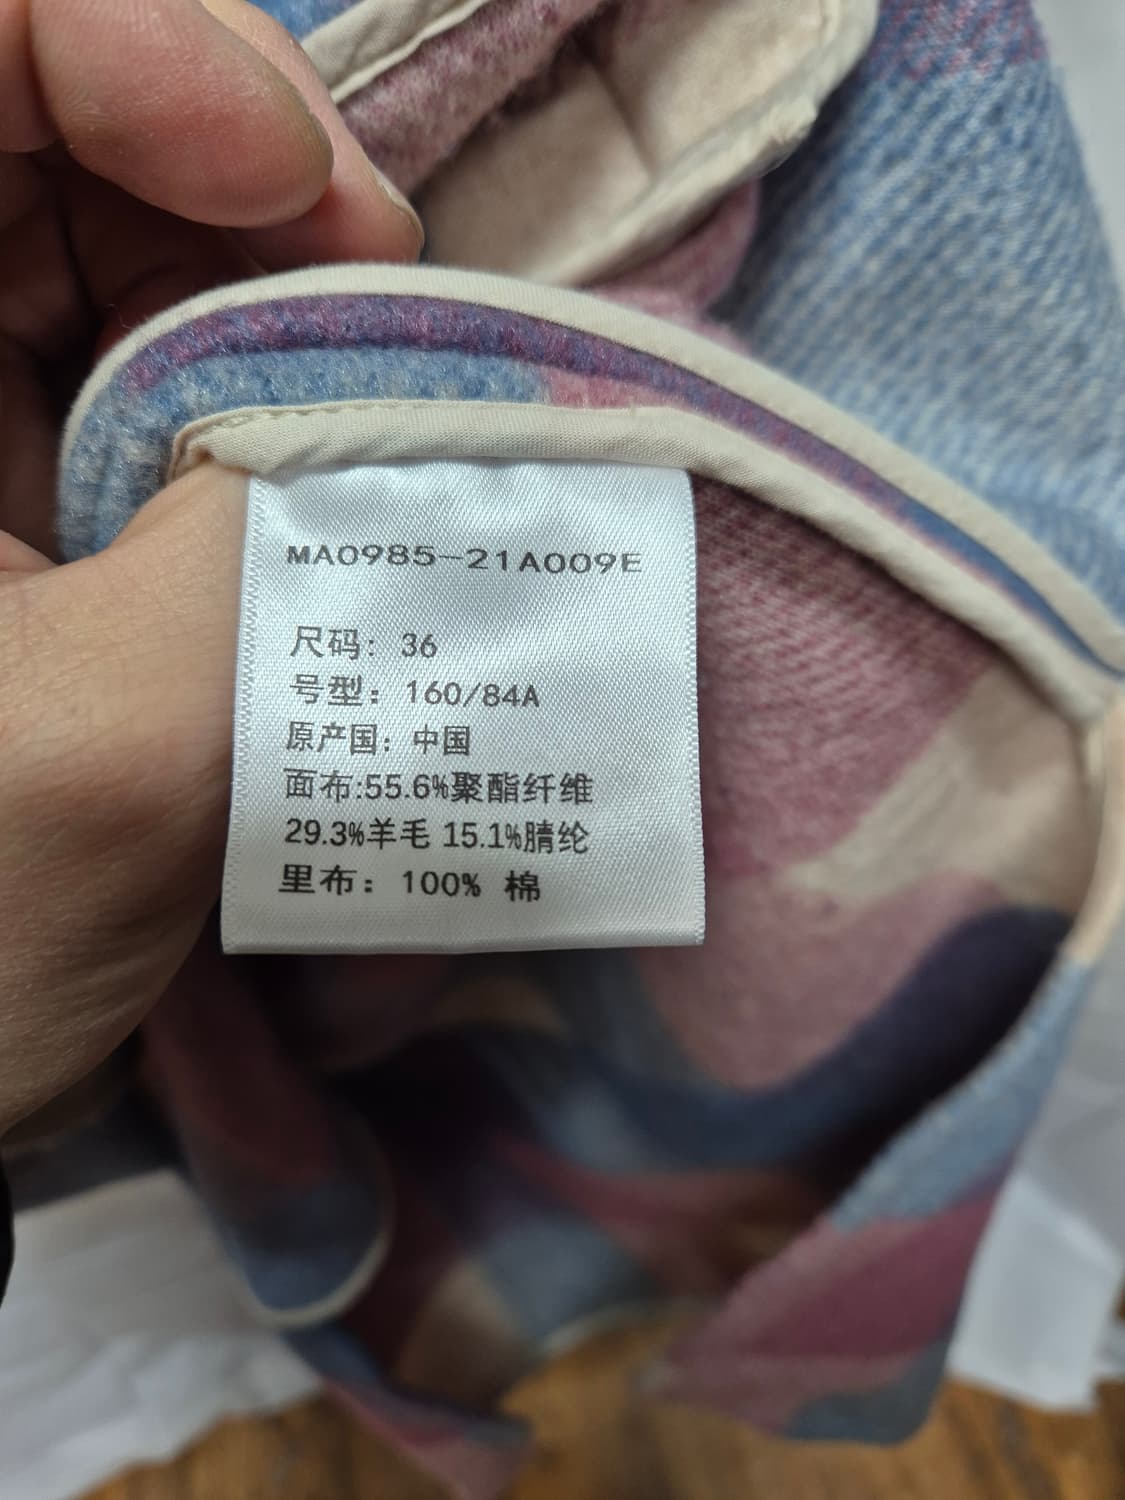 MA0985-21A009E
尺码：36
号型：160/84A
原产国：中国
面布:55.6%聚酯纤维
29.3%羊毛 15.1%腈纶
里布：100% 棉